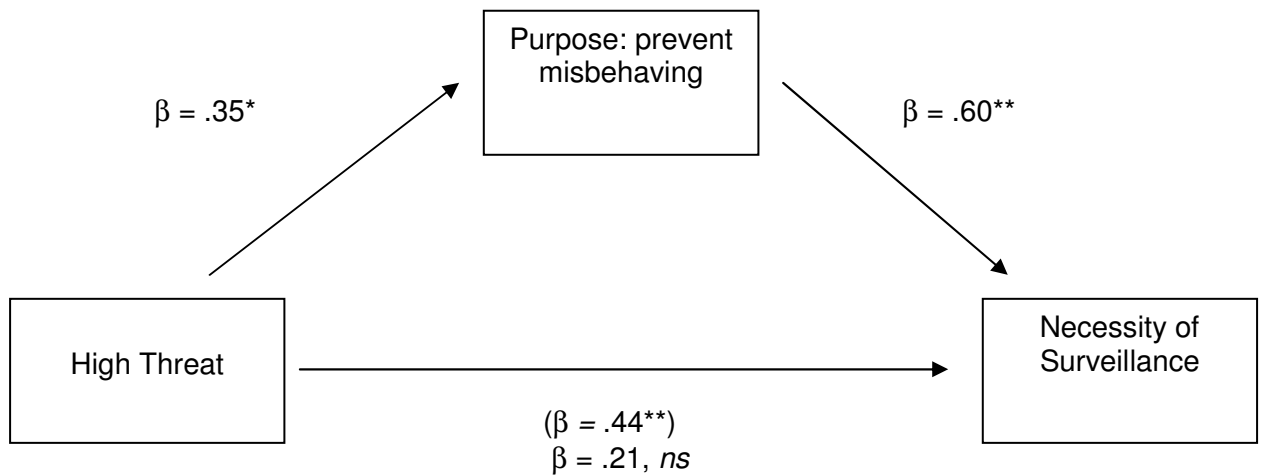 Purpose: prevent
misbehaving
β = .35*
β = .60**
High Threat
Necessity of
Surveillance
(β = .44**)
β = .21, ns